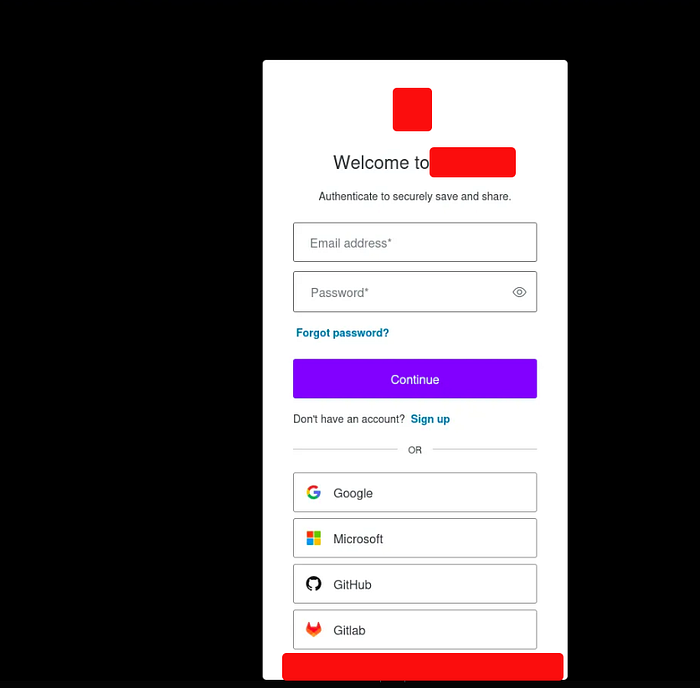 Welcome to
Authenticate to securely save and share.
Email address*
Password*
Forgot password?
Continue
Don't have an account? Sign up
OR
Google
Microsoft
GitHub
Gitlab